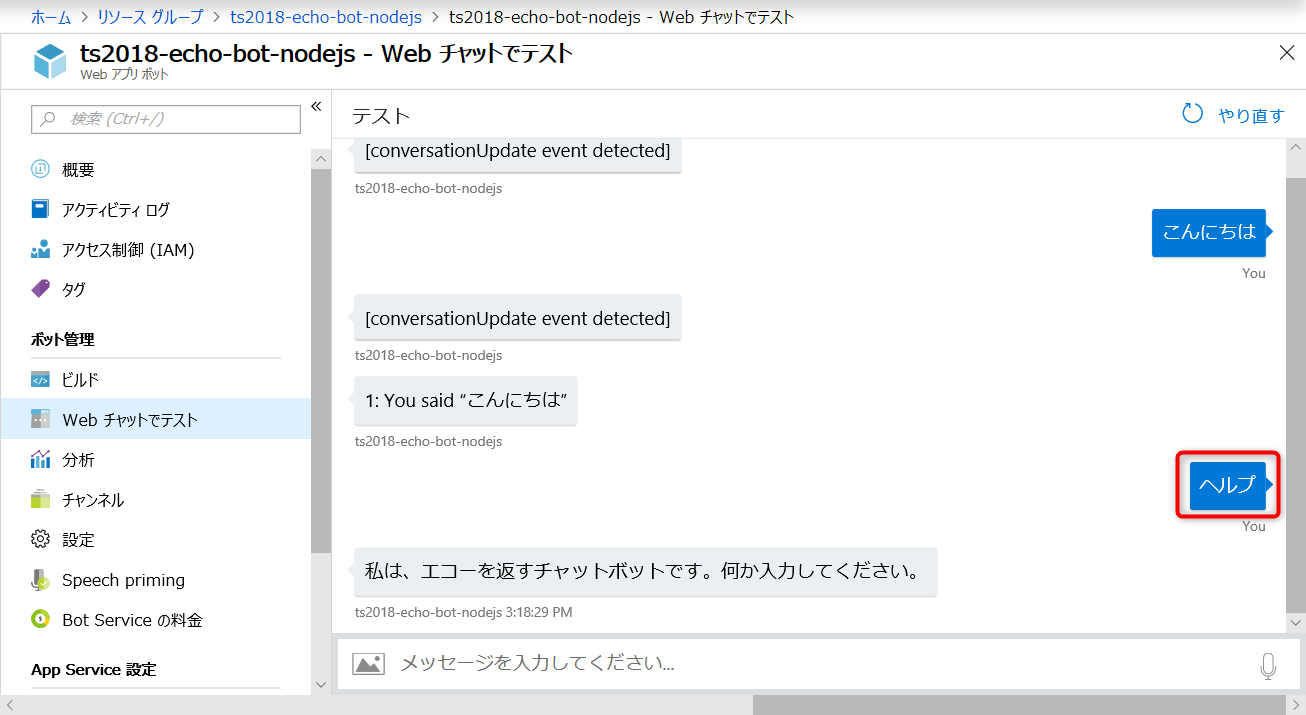 ホーム > リソース グループ > ts2018-echo-bot-nodejs > ts2018-echo-bot-nodejs - Web チャットでテスト
ts2018-echo-bot-nodejs - Web チャットでテスト
Web アプリ ボット
検索 (Ctrl+/)
概要
アクティビティ ログ
アクセス制御 (IAM)
タグ
ボット管理
ビルド
Web チャットでテスト
分析
チャンネル
設定
Speech priming
Bot Service の料金
App Service 設定
テスト
やり直す
[conversationUpdate event detected]
ts2018-echo-bot-nodejs
こんにちは
You
[conversationUpdate event detected]
ts2018-echo-bot-nodejs
1: You said “こんにちは”
ts2018-echo-bot-nodejs
ヘルプ
You
私は、エコーを返すチャットボットです。何か入力してください。
ts2018-echo-bot-nodejs 3:18:29 PM
メッセージを入力してください...